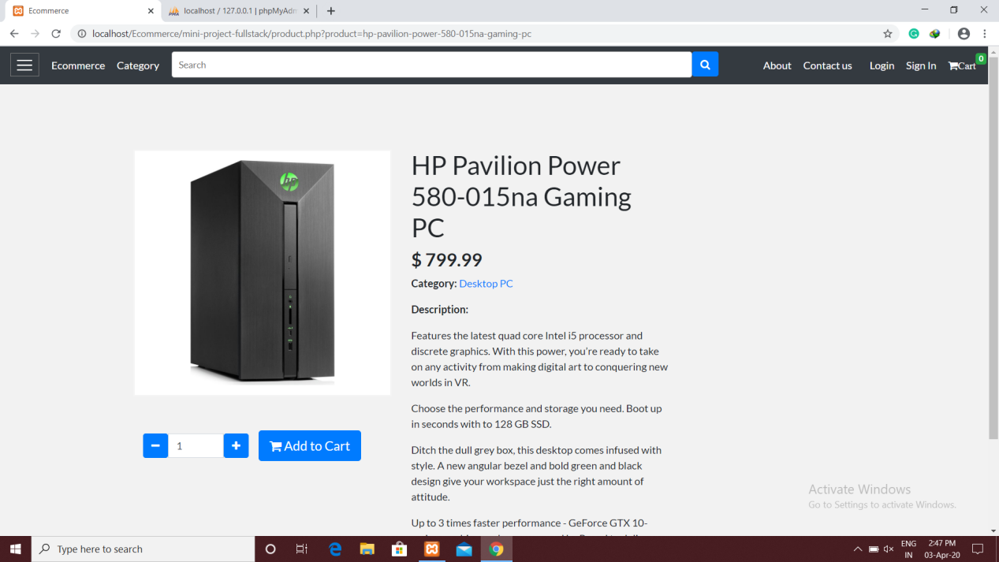 Ecommerce
localhost / 127.0.0.1 | phpMyAdm
localhost/Ecommerce/mini-project-fullstack/product.php?product=hp-pavilion-power-580-015na-gaming-pc
Ecommerce Category Search About Contact us Login Sign In Cart 0
hp
HP Pavilion Power
580-015na Gaming
PC
$ 799.99
Category: Desktop PC
Description:
Features the latest quad core Intel i5 processor and
discrete graphics. With this power, you're ready to take
on any activity from making digital art to conquering new
worlds in VR.
Choose the performance and storage you need. Boot up
in seconds with to 128 GB SSD.
Ditch the dull grey box, this desktop comes infused with
style. A new angular bezel and bold green and black
design give your workspace just the right amount of
attitude.
Up to 3 times faster performance - GeForce GTX 10-
1
Add to Cart
Activate Windows
Go to Settings to activate Windows.
Type here to search
ENG
IN
2:47 PM
03-Apr-20